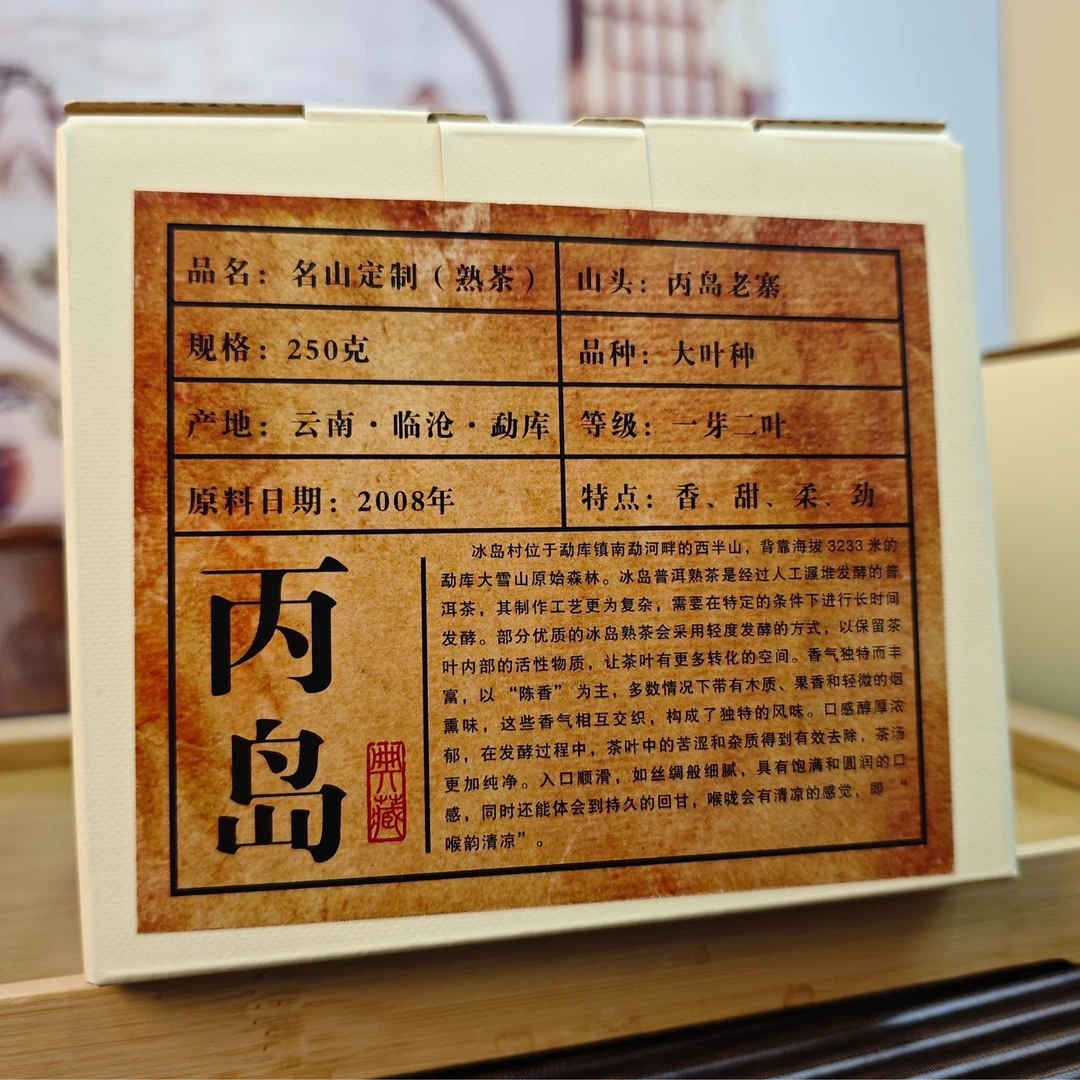 品名：名山定制（熟茶）
山头：丙岛老寨
规格：250克
品种：大叶种
产地：云南·临沧·勐库
等级：一芽二叶
原料日期：2008年
特点：香、甜、柔、劲
丙岛
典藏
冰岛村位于勐库镇南勐河畔的西半山，背靠海拔3233米的
勐库大雪山原始森林。冰岛普洱熟茶是经过人工渥堆发酵的普
洱茶，其制作工艺更为复杂，需要在特定的条件下进行长时间
发酵。部分优质的冰岛熟茶会采用轻度发酵的方式，以保留茶
叶内部的活性物质，让茶叶有更多转化的空间。香气独特而丰
富，以“陈香”为主，多数情况下带有木质、果香和轻微的烟
熏味，这些香气相互交织，构成了独特的风味。口感醇厚浓
郁，在发酵过程中，茶叶中的苦涩和杂质得到有效去除，茶汤
更加纯净。入口顺滑，如丝绸般细腻，具有饱满和圆润的口
感，同时还能体会到持久的回甘，喉咙会有清凉的感觉，即“
喉韵清凉”。